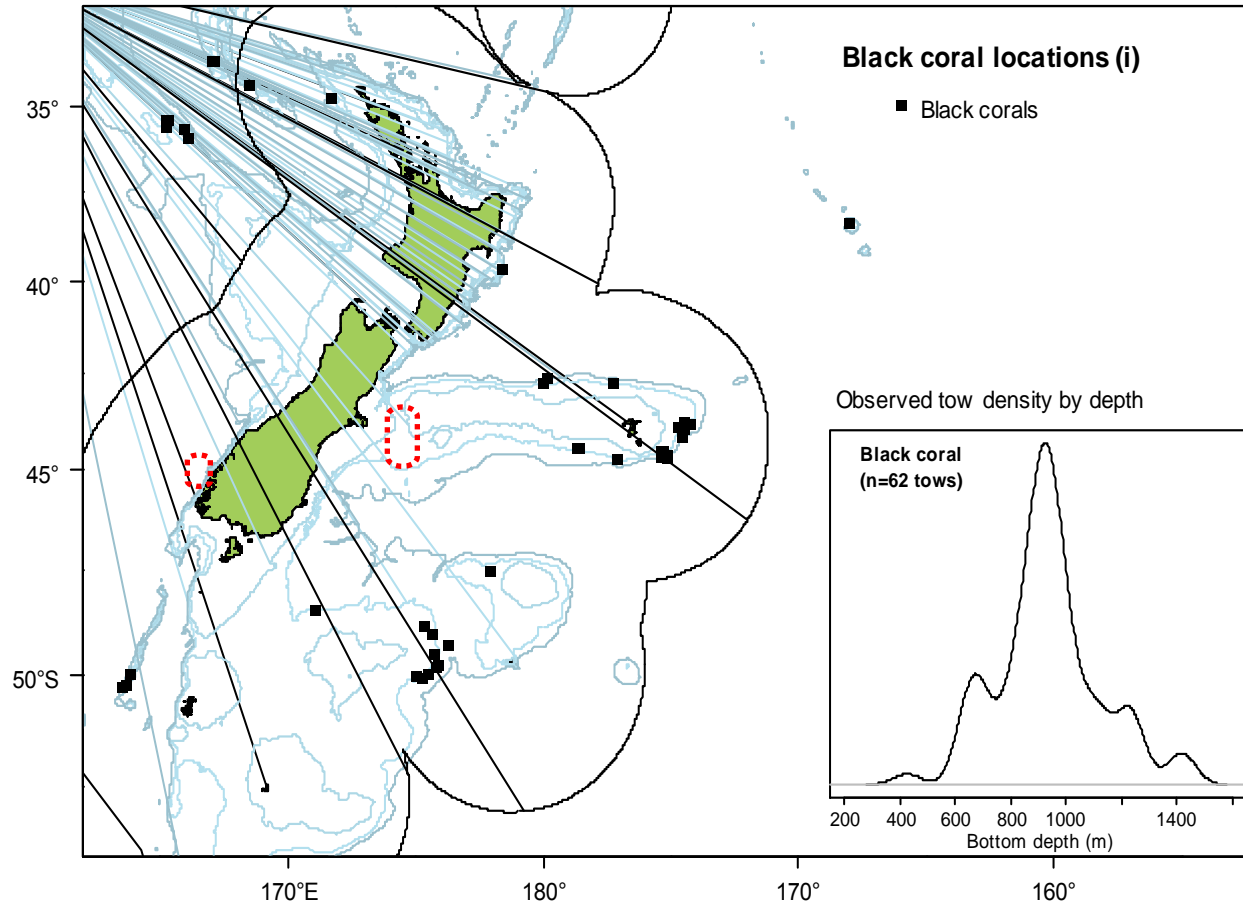 Black coral locations (i)
Black corals
35°
40°
45°
50°S
170°E
180°
170°
160°
Observed tow density by depth
Black coral
(n=62 tows)
200
400
600
800
1000
1400
Bottom depth (m)